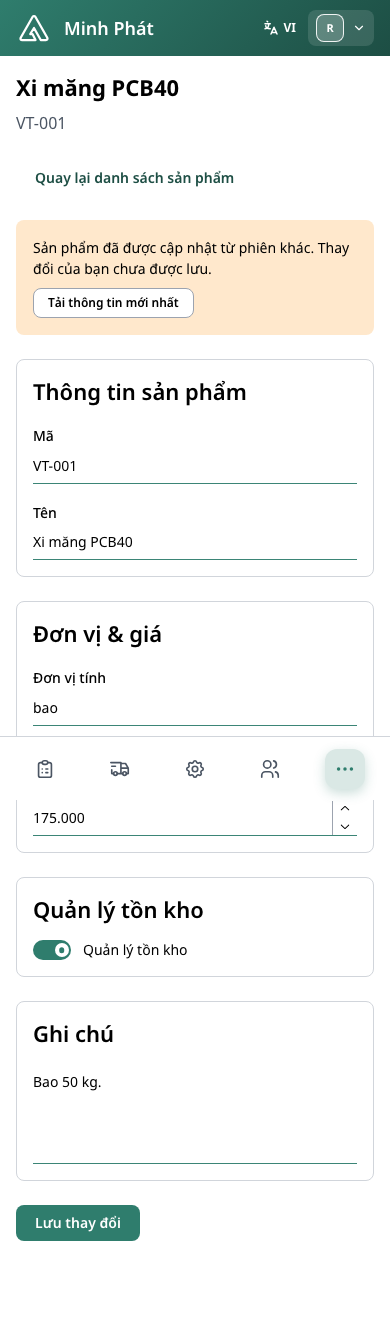 Minh Phát
VI
R
Xi măng PCB40
VT-001
Quay lại danh sách sản phẩm
Sản phẩm đã được cập nhật từ phiên khác. Thay
đổi của bạn chưa được lưu.
Tải thông tin mới nhất
Thông tin sản phẩm
Mã
VT-001
Tên
Xi măng PCB40
Đơn vị & giá
Đơn vị tính
bao
175.000
Quản lý tồn kho
Quản lý tồn kho
Ghi chú
Bao 50 kg.
Lưu thay đổi